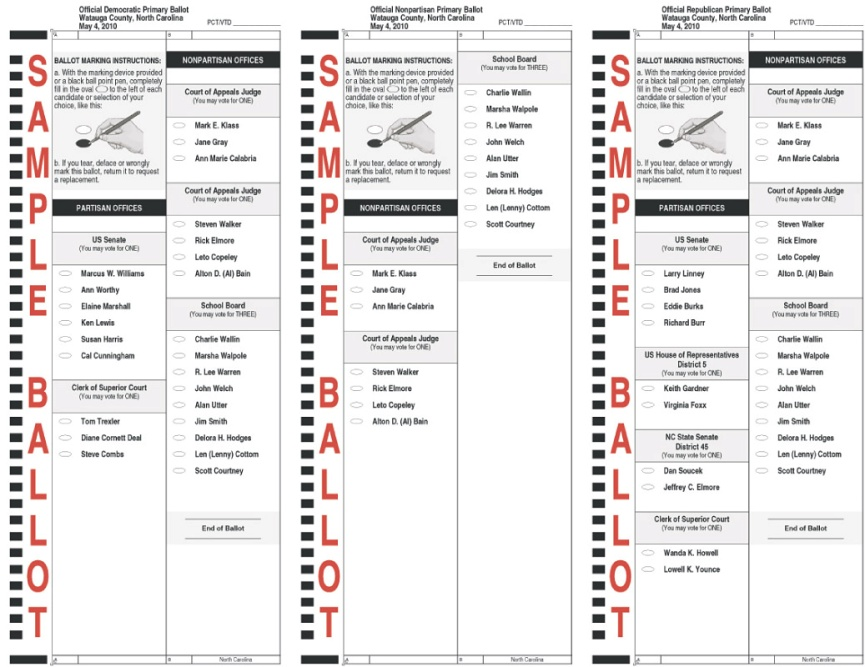 Official Democratic Primary Ballot
Watauga County, North Carolina
May 4, 2010
PCT/VTD
SAMPLE BALLOT
BALLOT MARKING INSTRUCTIONS:
a. With the marking device provided
or a black ball point pen, completely
fill in the oval to the left of each
candidate or selection of your
choice, like this:
b. If you tear, deface or wrongly
mark this ballot, return it to request
a replacement.
PARTISAN OFFICES
US Senate
(You may vote for ONE)
Marcus W. Williams
Ann Worthy
Elaine Marshall
Ken Lewis
Susan Harris
Cal Cunningham
Clerk of Superior Court
(You may vote for ONE)
Tom Trexler
Diane Cornett Deal
Steve Combs
NONPARTISAN OFFICES
Court of Appeals Judge
(You may vote for ONE)
Mark E. Klass
Jane Gray
Ann Marie Calabria
Court of Appeals Judge
(You may vote for ONE)
Steven Walker
Rick Elmore
Leto Copeley
Alton D. (Al) Bain
School Board
(You may vote for THREE)
Charlie Wallin
Marsha Walpole
R. Lee Warren
John Welch
Alan Utter
Jim Smith
Delora H. Hodges
Len (Lenny) Cottom
Scott Courtney
End of Ballot
North Carolina
Official Nonpartisan Primary Ballot
Watauga County, North Carolina
May 4, 2010
PCT/VTD
SAMPLE BALLOT
BALLOT MARKING INSTRUCTIONS:
a. With the marking device provided
or a black ball point pen, completely
fill in the oval to the left of each
candidate or selection of your
choice, like this:
b. If you tear, deface or wrongly
mark this ballot, return it to request
a replacement.
NONPARTISAN OFFICES
Court of Appeals Judge
(You may vote for ONE)
Mark E. Klass
Jane Gray
Ann Marie Calabria
Court of Appeals Judge
(You may vote for ONE)
Steven Walker
Rick Elmore
Leto Copeley
Alton D. (Al) Bain
School Board
(You may vote for THREE)
Charlie Wallin
Marsha Walpole
R. Lee Warren
John Welch
Alan Utter
Jim Smith
Delora H. Hodges
Len (Lenny) Cottom
Scott Courtney
End of Ballot
North Carolina
Official Republican Primary Ballot
Watauga County, North Carolina
May 4, 2010
PCT/VTD
SAMPLE BALLOT
BALLOT MARKING INSTRUCTIONS:
a. With the marking device provided
or a black ball point pen, completely
fill in the oval to the left of each
candidate or selection of your
choice, like this:
b. If you tear, deface or wrongly
mark this ballot, return it to request
a replacement.
PARTISAN OFFICES
US Senate
(You may vote for ONE)
Larry Linney
Brad Jones
Eddie Burks
Richard Burr
US House of Representatives
District 5
(You may vote for ONE)
Keith Gardner
Virginia Foxx
NC State Senate
District 45
(You may vote for ONE)
Dan Soucek
Jeffrey C. Elmore
Clerk of Superior Court
(You may vote for ONE)
Wanda K. Howell
Lowell K. Younce
NONPARTISAN OFFICES
Court of Appeals Judge
(You may vote for ONE)
Mark E. Klass
Jane Gray
Ann Marie Calabria
Court of Appeals Judge
(You may vote for ONE)
Steven Walker
Rick Elmore
Leto Copeley
Alton D. (Al) Bain
School Board
(You may vote for THREE)
Charlie Wallin
Marsha Walpole
R. Lee Warren
John Welch
Alan Utter
Jim Smith
Delora H. Hodges
Len (Lenny) Cottom
Scott Courtney
End of Ballot
North Carolina